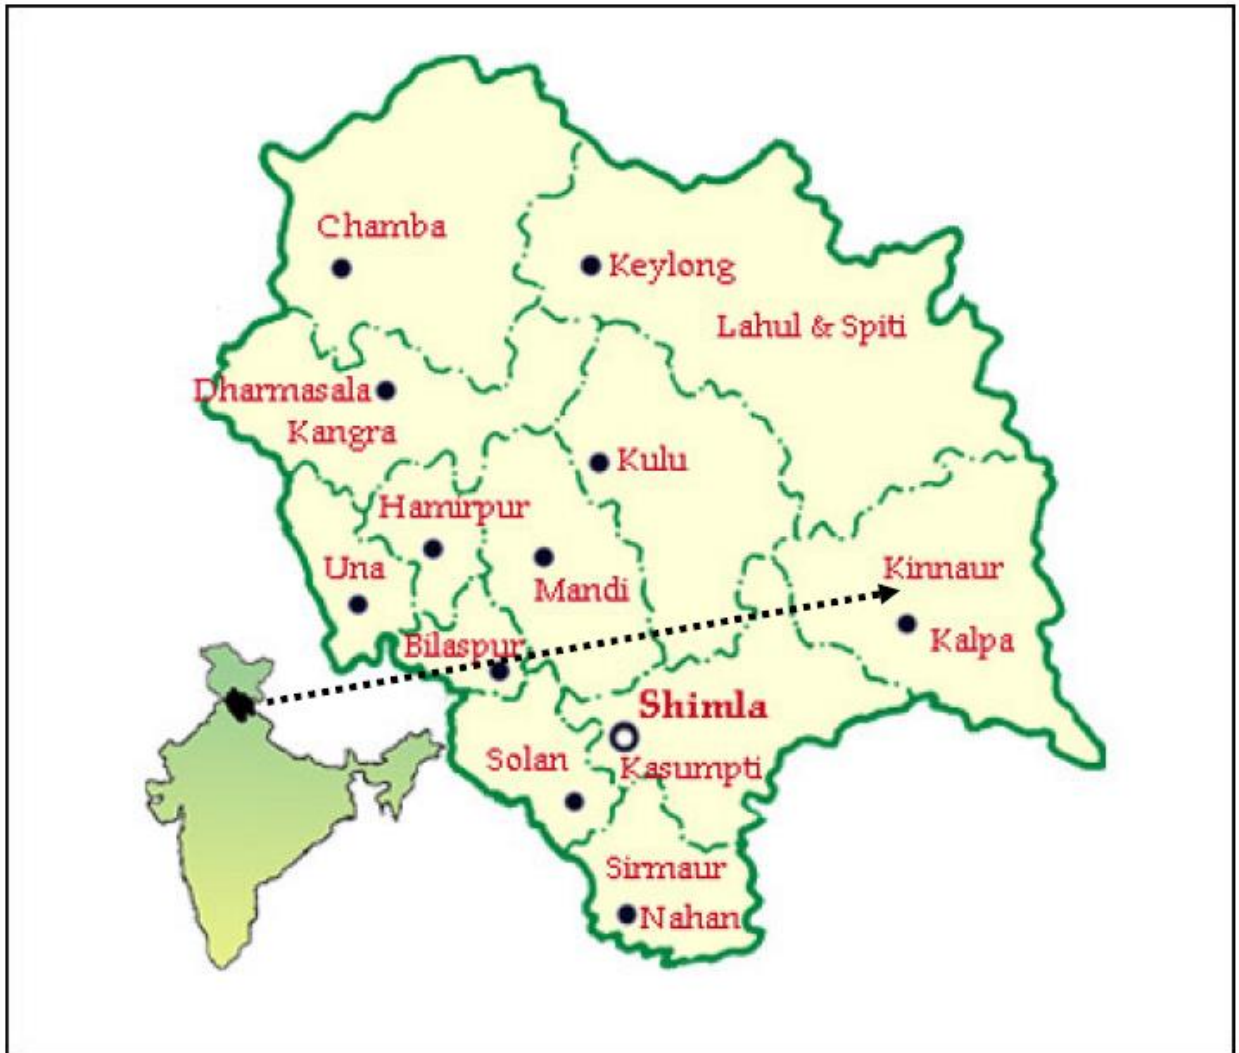 Chamba
Keylong
Lahul & Spiti
Dharmasala
Kangra
Kulu
Hamirpur
Una
Mandi
Kinnaur
Kalpa
Bilaspur
Shimla
Solan
Kasumpti
Sirmaur
Nahan